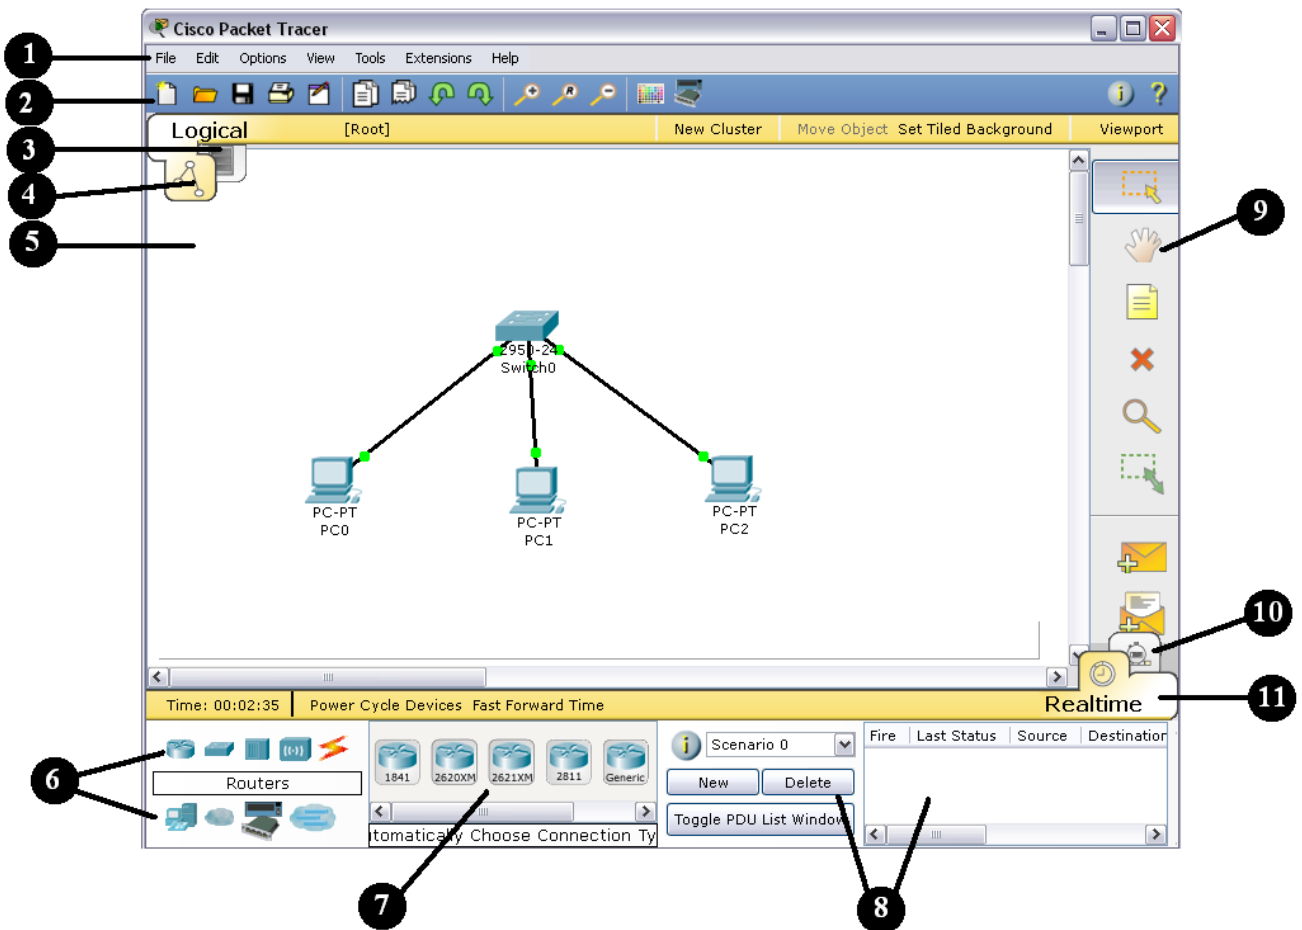 Cisco Packet Tracer
1
File Edit Options View Tools Extensions Help
2
Logical [Root] New Cluster Move Object Set Tiled Background Viewport
3
4
5
9
R
2950-24
Switch0
PC-PT
PC0
PC-PT
PC1
PC-PT
PC2
10
11
Time: 00:02:35 Power Cycle Devices Fast Forward Time Realtime
6
Routers
1841 2620XM 2621XM 2811 Generic
utomatically Choose Connection Ty
7
Scenario 0
New Delete
Toggle PDU List Window
Fire Last Status Source Destination
8